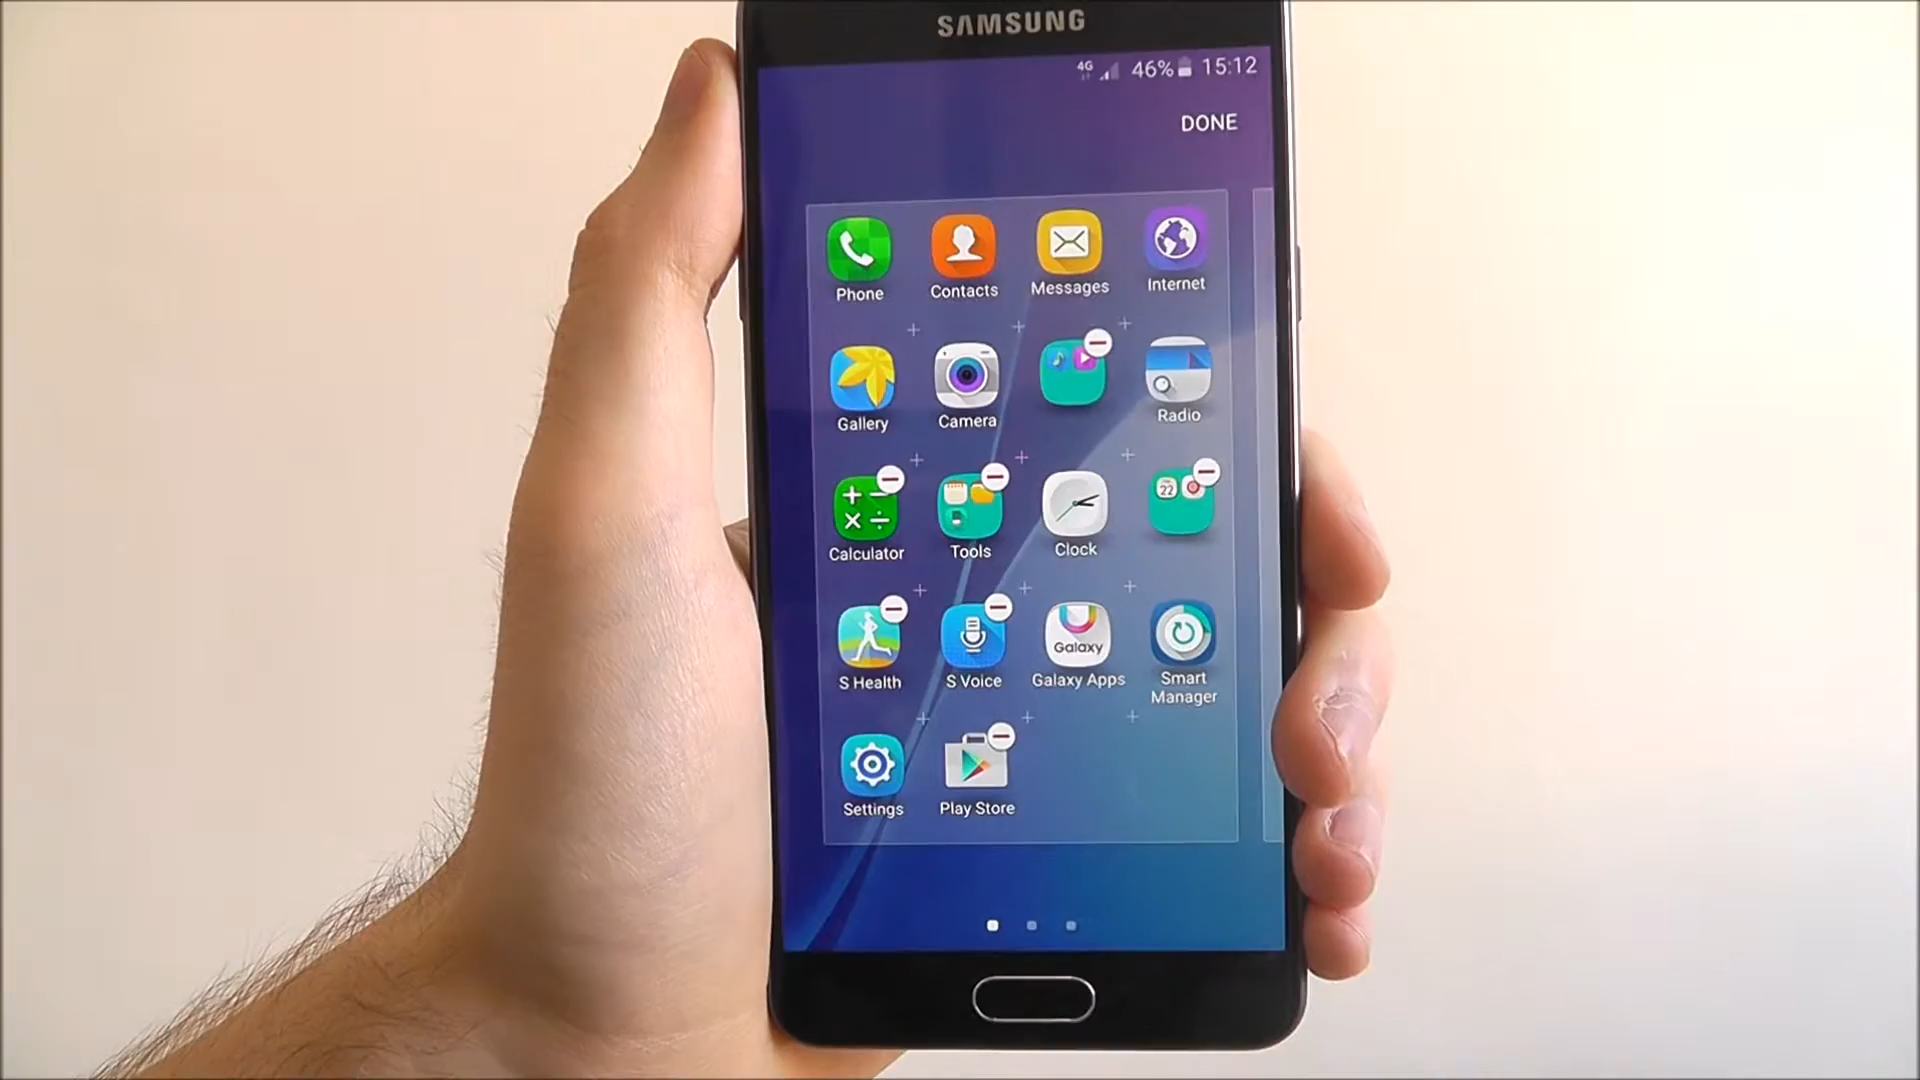 SAMSUNG
4G 46% 15:12
DONE
Phone Contacts Messages Internet
Gallery Camera Radio
22
Calculator Tools Clock
Galaxy
S Health S Voice Galaxy Apps Smart Manager
Settings Play Store